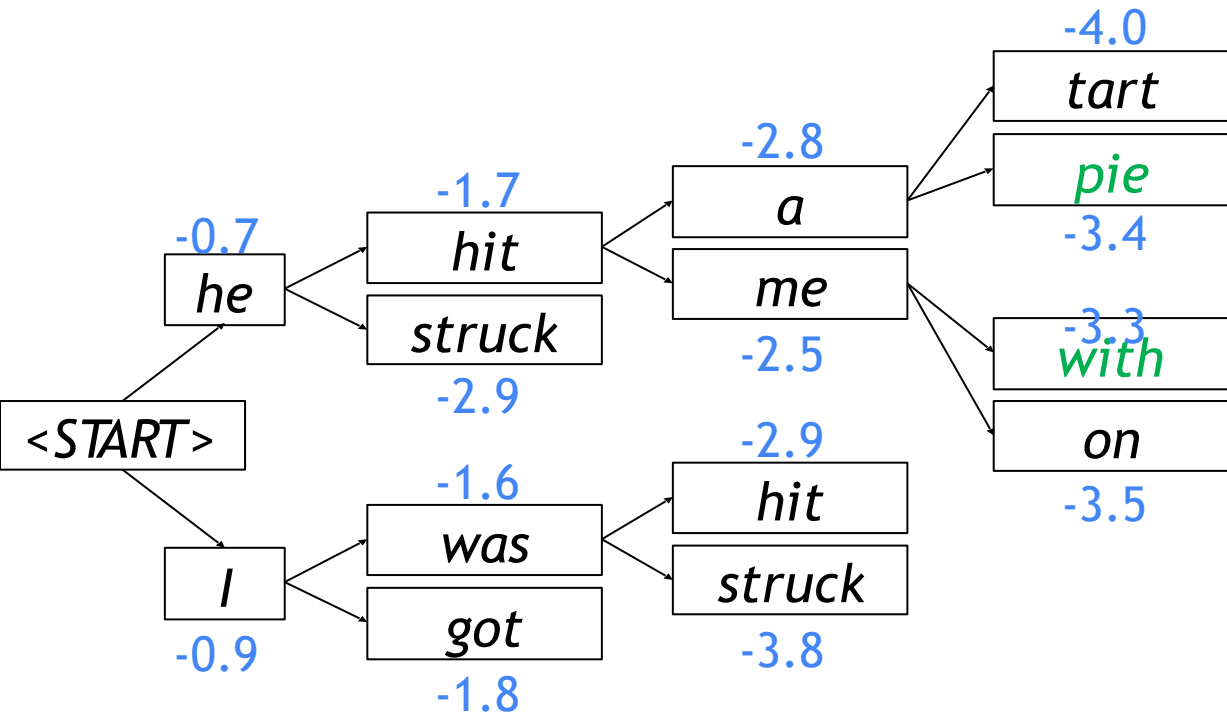 -4.0
tart
pie
-3.4
-2.8
a
me
-2.5
-3.3
with
on
-3.5
-1.7
hit
struck
-2.9
-0.7
he
<START>
I
-0.9
-1.6
was
got
-1.8
-2.9
hit
struck
-3.8